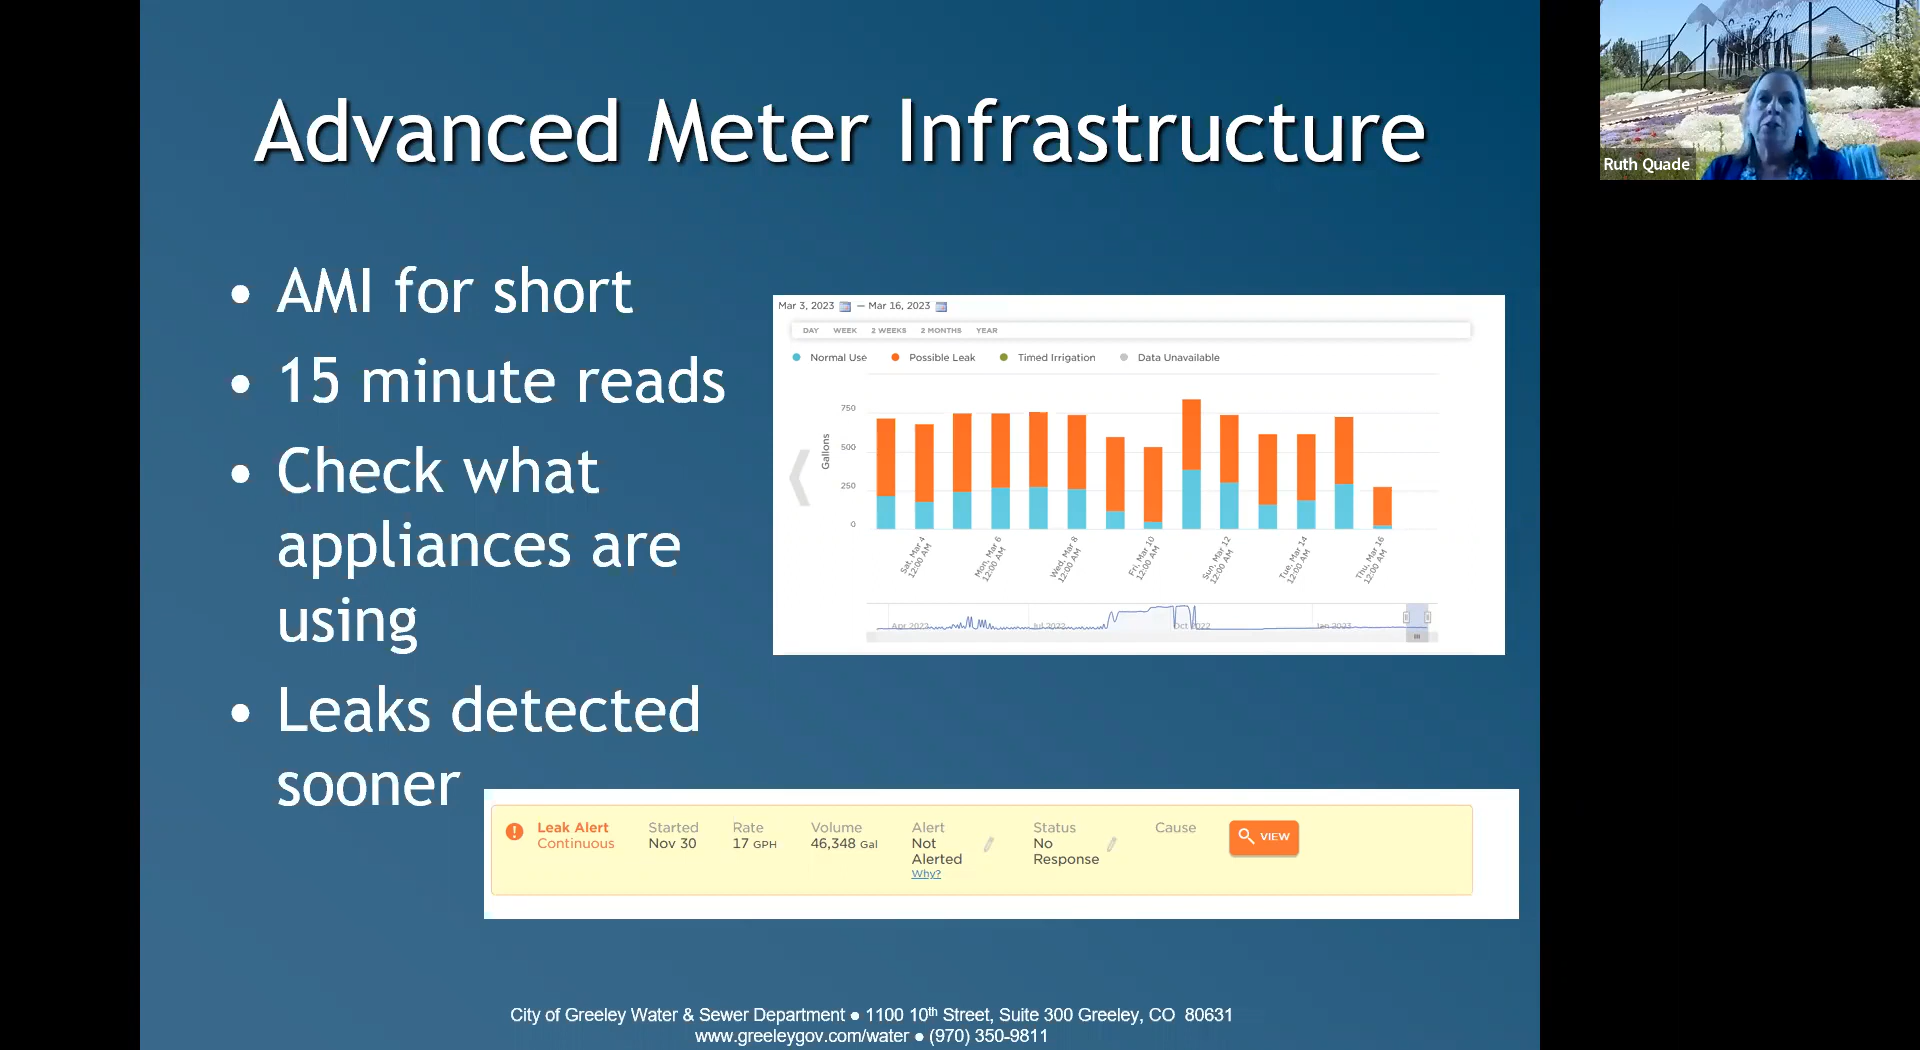 Advanced Meter Infrastructure
• AMI for short
• 15 minute reads
• Check what
appliances are
using
• Leaks detected
sooner
Mar 3, 2023 — Mar 16, 2023
DAY WEEK 2 WEEKS 2 MONTHS YEAR
Normal Use Possible Leak Timed Irrigation Data Unavailable
Gallons
750
500
250
0
Sat, Mar 4
12:00 AM
Mon, Mar 6
12:00 AM
Wed, Mar 8
12:00 AM
Fri, Mar 10
12:00 AM
Sun, Mar 12
12:00 AM
Tue, Mar 14
12:00 AM
Thu, Mar 16
12:00 AM
Apr 2022 Jul 2022 Oct 2022 Jan 2023
Leak Alert Started Rate Volume Alert Status Cause
Continuous Nov 30 17 GPH 46,348 Gal Not No VIEW
Alerted Response
Why?
City of Greeley Water & Sewer Department ● 1100 10th Street, Suite 300 Greeley, CO 80631
www.greeleygov.com/water ● (970) 350-9811
Ruth Quade